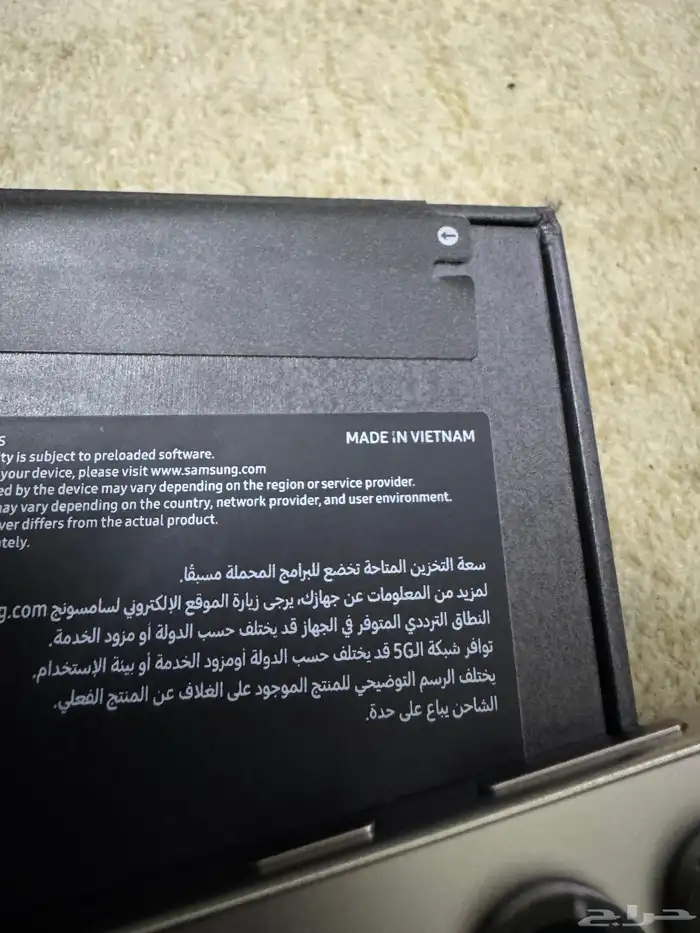 MADE IN VIETNAM
ty is subject to preloaded software.
your device, please visit www.samsung.com
ed by the device may vary depending on the region or service provider.
may vary depending on the country, network provider, and user environment.
ver differs from the actual product.
tely.
سعة التخزين المتاحة تخضع للبرامج المحملة مسبقًا.
لمزيد من المعلومات عن جهازك، يرجى زيارة الموقع الإلكتروني لسامسونج ng.com
النطاق الترددي المتوفر في الجهاز قد يختلف حسب الدولة أو مزود الخدمة.
توافر شبكة الـ5G قد يختلف حسب الدولة أومزود الخدمة أو بيئة الإستخدام.
يختلف الرسم التوضيحي للمنتج الموجود على الغلاف عن المنتج الفعلي.
الشاحن يباع على حدة.
حراج